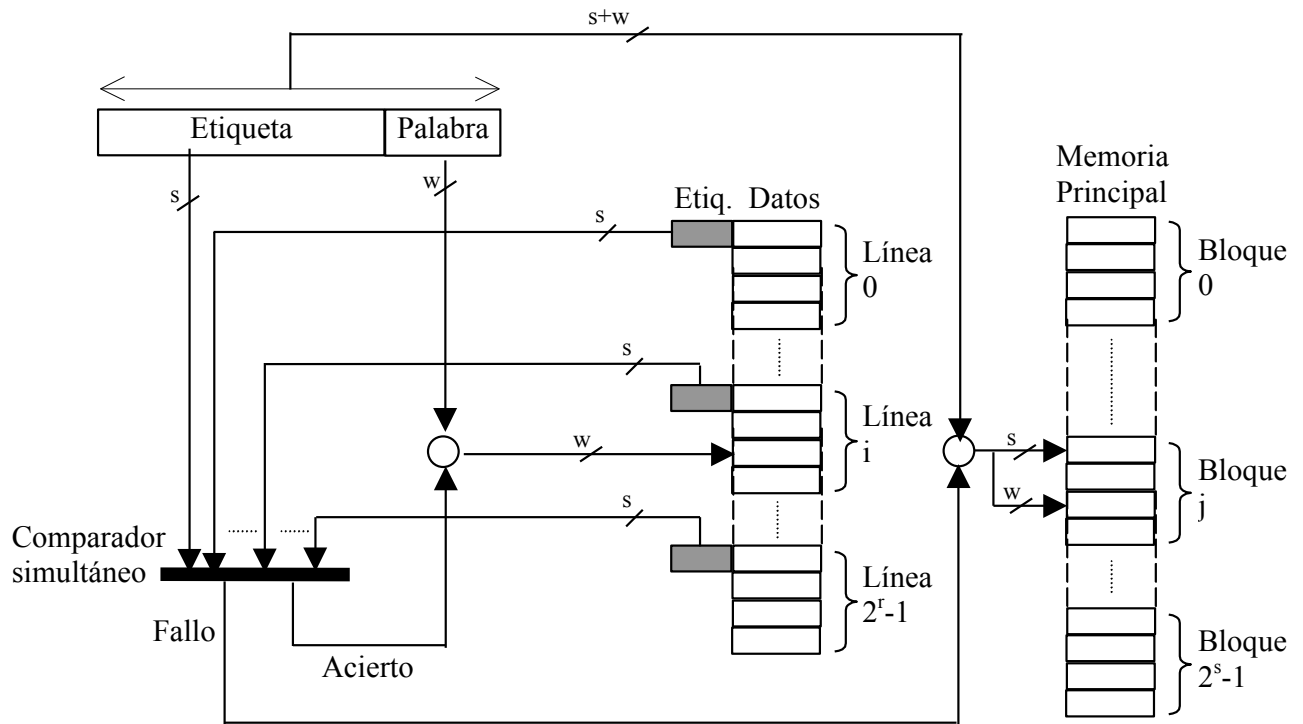 s+w
Etiqueta Palabra
s
w
Etiq. Datos
Memoria
Principal
s
Línea
0
Bloque
0
s
Línea
i
w
s
w
Bloque
j
s
Comparador
simultáneo
Línea
2^r-1
Fallo
Acierto
Bloque
2^s-1